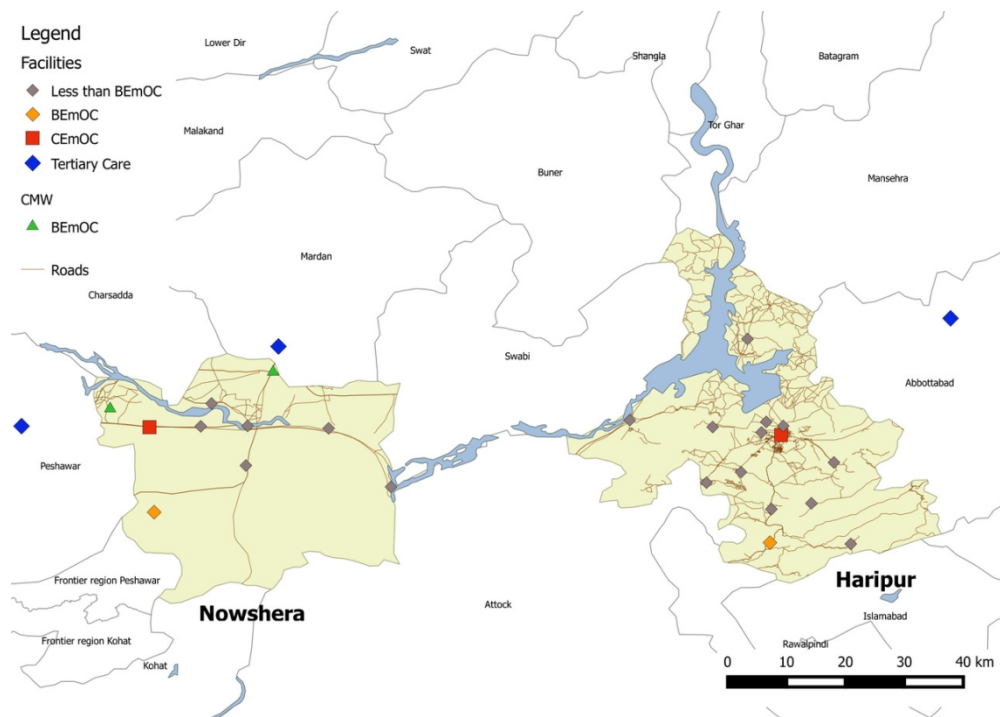 Legend
Facilities
Less than BEmOC
BEmOC
CEmOC
Tertiary Care
CMW
BEmOC
Roads
Lower Dir
Swat
Shangla
Batagram
Malakand
Tor Ghar
Buner
Mansehra
Mardan
Charsadda
Swabi
Abbottabad
Peshawar
Frontier region Peshawar
Nowshera
Attock
Haripur
Islamabad
Frontier region Kohat
Kohat
Rawalpindi
0 10 20 30 40 km